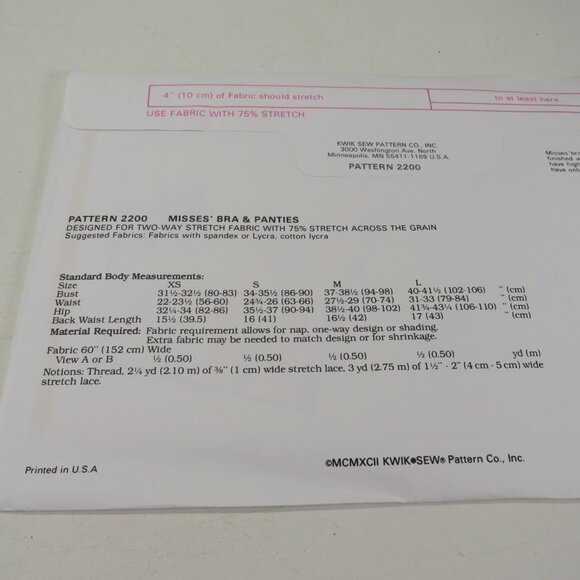 4" (10 cm) of Fabric should stretch
to at least here
USE FABRIC WITH 75% STRETCH
KWIK SEW PATTERN CO., INC.
3000 Washington Ave. North
Minneapolis, MN 55411-1169 U.S.A.
PATTERN 2200
Misses' bra
finished
have high
have only
PATTERN 2200 MISSES' BRA & PANTIES
DESIGNED FOR TWO-WAY STRETCH FABRIC WITH 75% STRETCH ACROSS THE GRAIN
Suggested Fabrics: Fabrics with spandex or Lycra, cotton lycra
Standard Body Measurements:
Size XS S M L
Bust 31½-32½ (80-83) 34-35½ (86-90) 37-38½ (94-98) 40-41½ (102-106) " (cm)
Waist 22-23½ (56-60) 24¾-26 (63-66) 27½-29 (70-74) 31-33 (79-84) " (cm)
Hip 32¼-34 (82-86) 35½-37 (90-94) 38½-40 (98-102) 41¾-43¼ (106-110) " (cm)
Back Waist Length 15½ (39.5) 16 (41) 16½ (42) 17 (43) " (cm)
Material Required: Fabric requirement allows for nap, one-way design or shading.
Extra fabric may be needed to match design or for shrinkage.
Fabric 60" (152 cm) Wide
View A or B ½ (0.50) ½ (0.50) ½ (0.50) ½ (0.50) yd (m)
Notions: Thread, 2¼ yd (2.10 m) of ⅜" (1 cm) wide stretch lace, 3 yd (2.75 m) of 1½" - 2" (4 cm - 5 cm) wide
stretch lace.
©MCMXCII KWIK•SEW® Pattern Co., Inc.
Printed in U.S.A